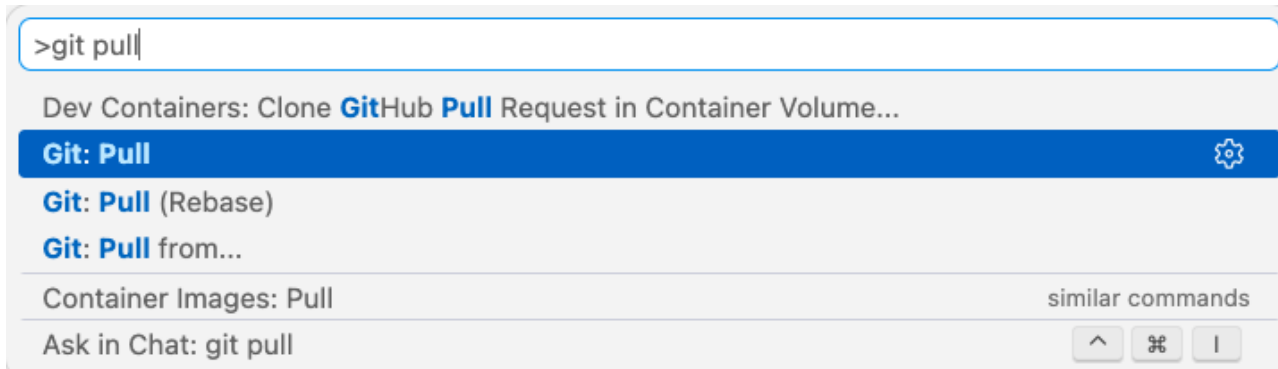 >git pull
Dev Containers: Clone GitHub Pull Request in Container Volume...
Git: Pull
Git: Pull (Rebase)
Git: Pull from...
Container Images: Pull similar commands
Ask in Chat: git pull ^ ⌘ I